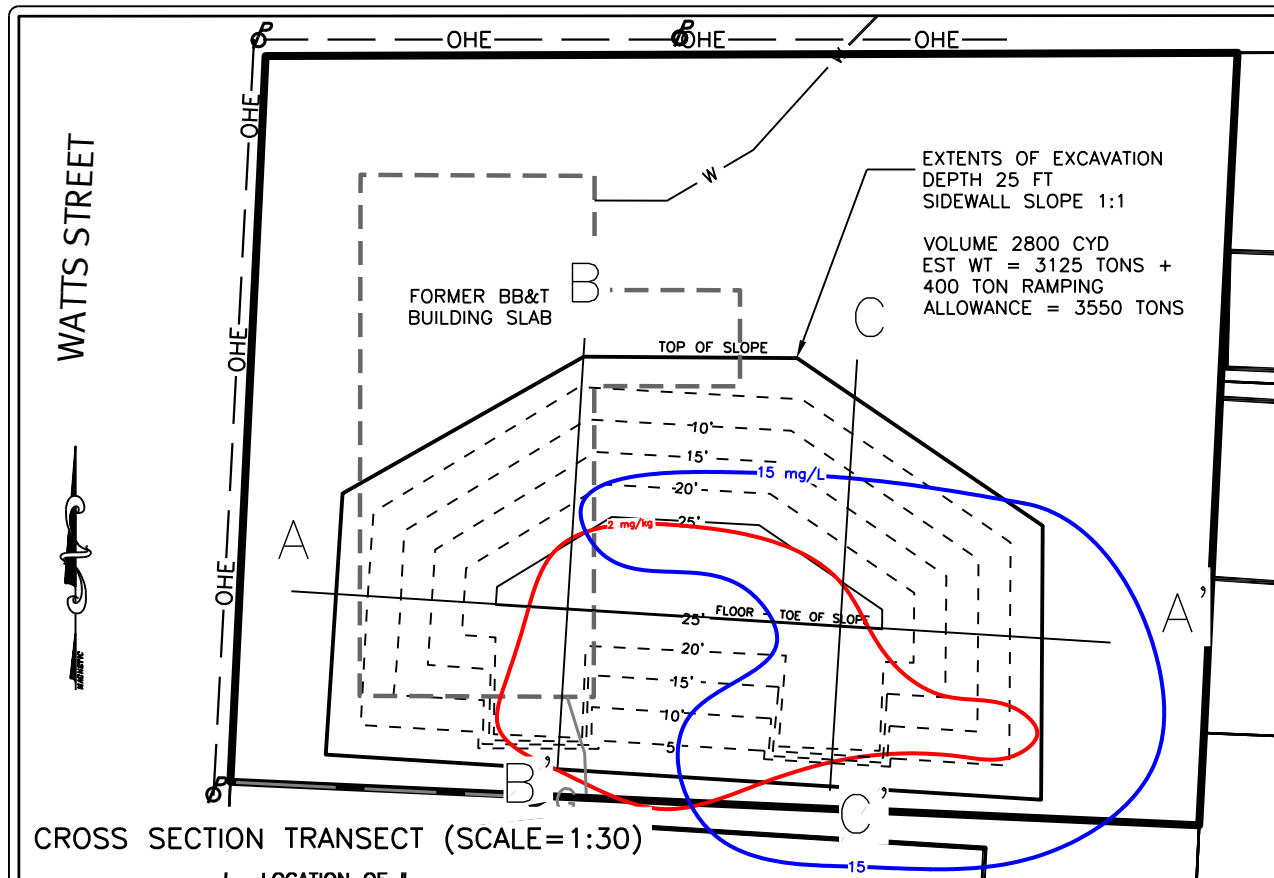 OHE
OHE
OHE
P
P
OHE
W
W
WATTS STREET
EXTENTS OF EXCAVATION
DEPTH 25 FT
SIDEWALL SLOPE 1:1
VOLUME 2800 CYD
EST WT = 3125 TONS +
400 TON RAMPING
ALLOWANCE = 3550 TONS
B
FORMER BB&T
BUILDING SLAB
C
OHE
TOP OF SLOPE
10'
15'
15 mg/L
20'
2 mg/kg
25'
A
OHE
A'
25'
FLOOR - TOE OF SLOPE
20'
MAGNETIC
15'
10'
5'
B'
P
G
C'
CROSS SECTION TRANSECT (SCALE=1:30)
15
LOCATION OF